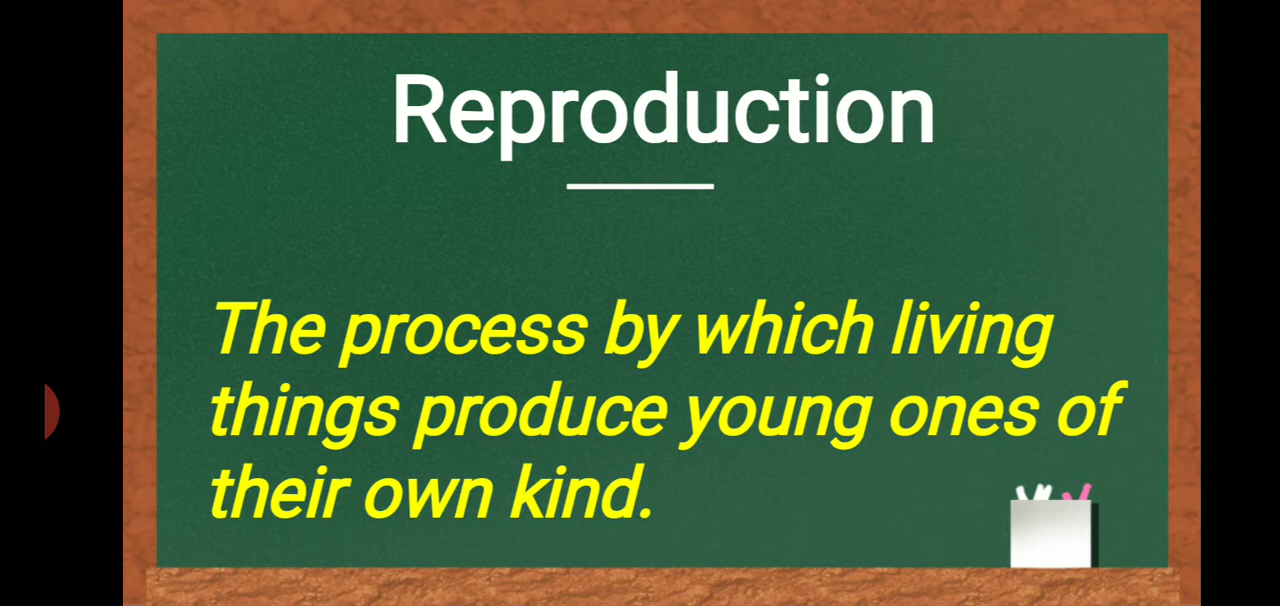 Reproduction
The process by which living
things produce young ones of
their own kind.